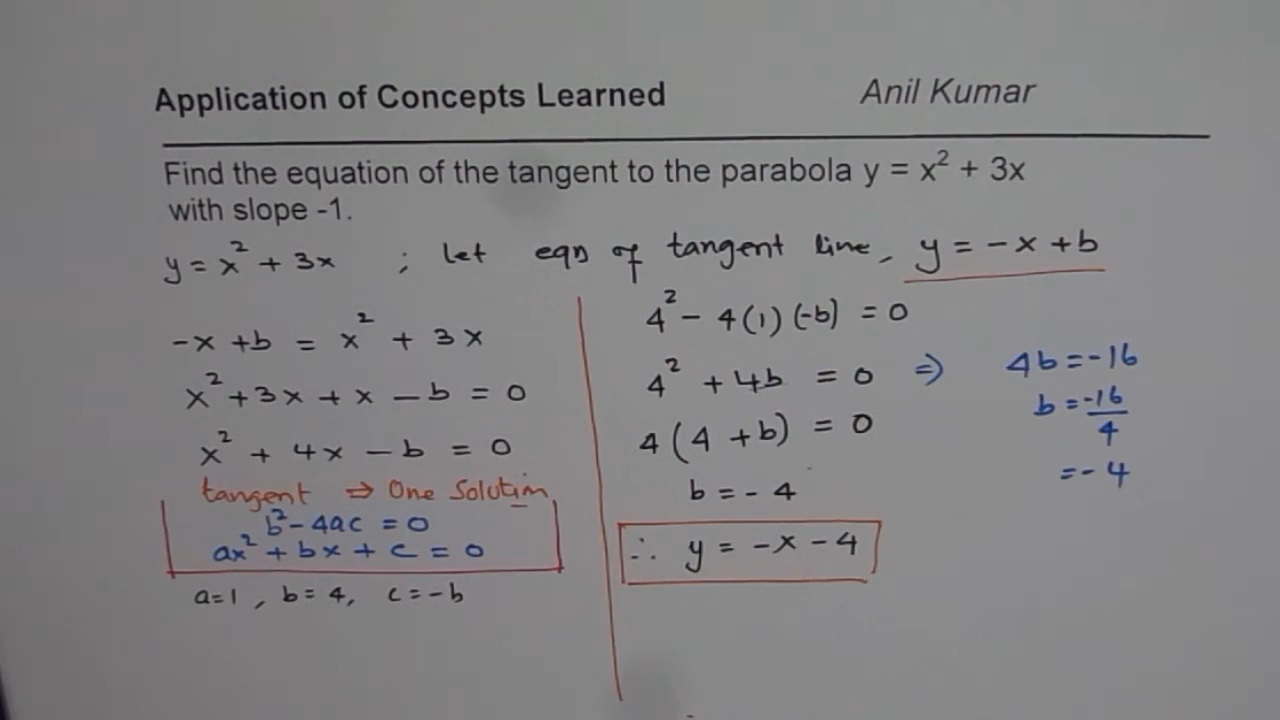 Application of Concepts Learned Anil Kumar
Find the equation of the tangent to the parabola y = x² + 3x
with slope -1.
y = x² + 3x ; let eqn of tangent line, y = -x + b
-x + b = x² + 3x
x² + 3x + x - b = 0
x² + 4x - b = 0
tangent ⇒ One Solution
b² - 4ac = 0
ax² + bx + c = 0
a=1, b=4, c=-b
4² - 4(1)(-b) = 0
4² + 4b = 0 ⇒
4(4 + b) = 0
b = -4
∴ y = -x - 4
4b = -16
b = -16/4
= -4